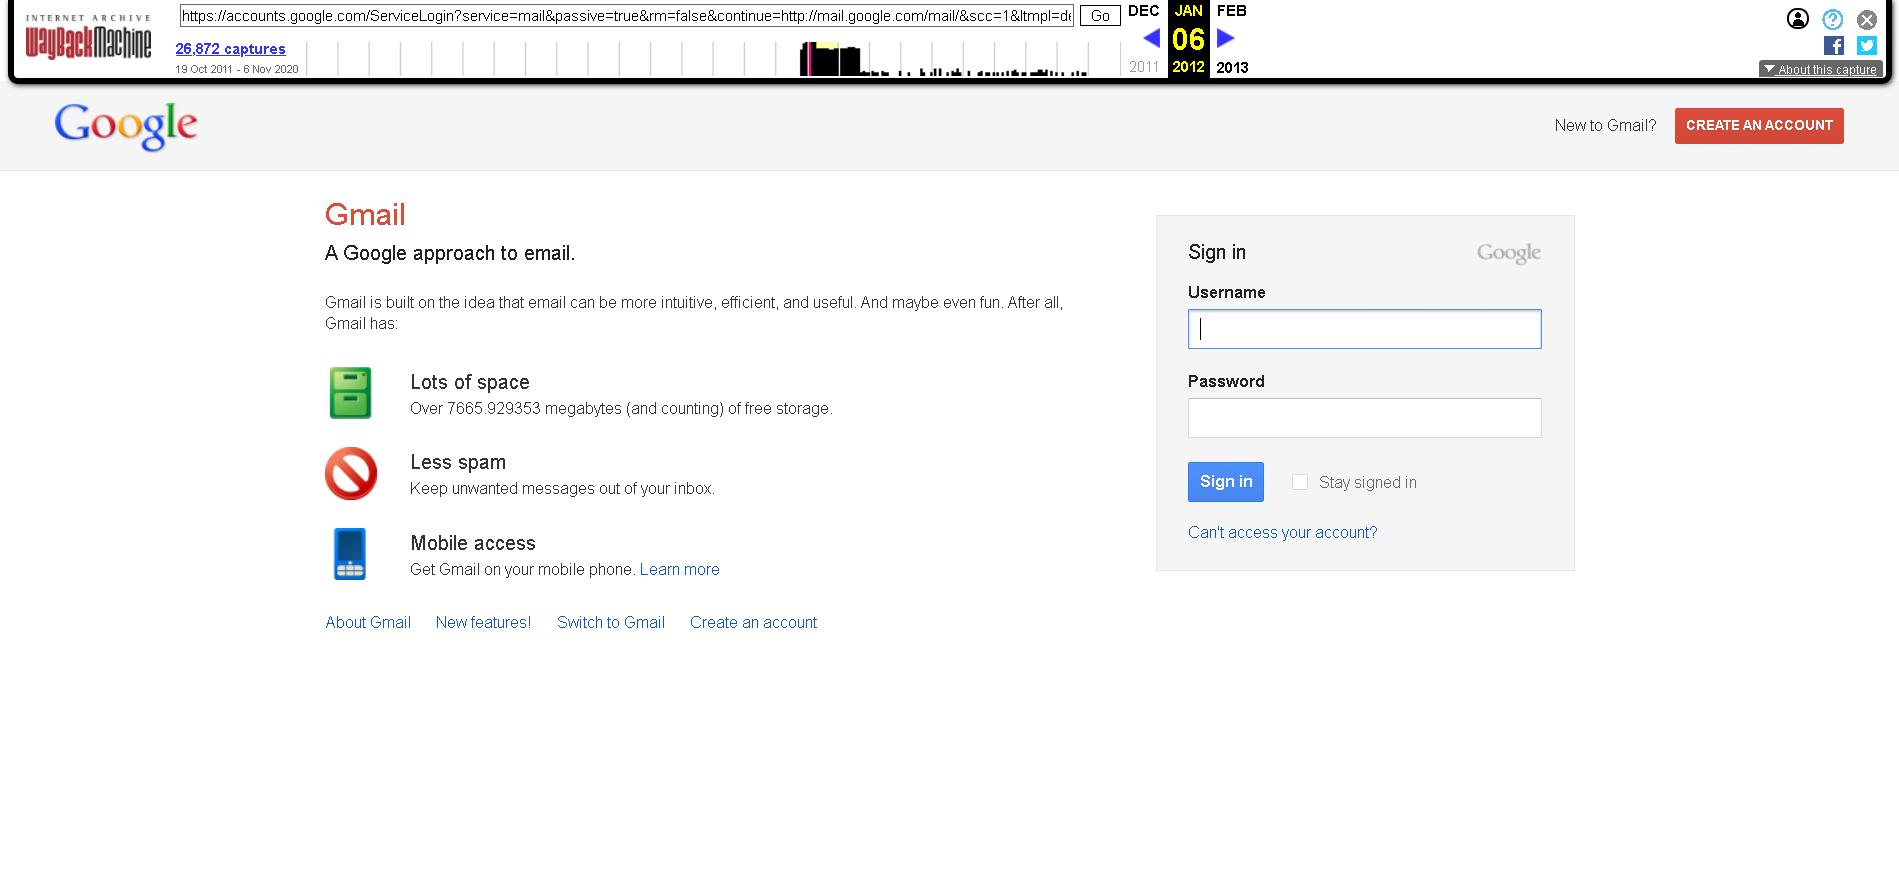 INTERNET ARCHIVE
WayBackMachine
https://accounts.google.com/ServiceLogin?service=mail&passive=true&rm=false&continue=http://mail.google.com/mail/&scc=1&ltmpl=de
Go
26,872 captures
19 Oct 2011 - 6 Nov 2020
DEC JAN FEB
06
2011 2012 2013
?
f
About this capture
Google
New to Gmail?
CREATE AN ACCOUNT
Gmail
A Google approach to email.
Gmail is built on the idea that email can be more intuitive, efficient, and useful. And maybe even fun. After all,
Gmail has:
Lots of space
Over 7665.929353 megabytes (and counting) of free storage.
Less spam
Keep unwanted messages out of your inbox.
Mobile access
Get Gmail on your mobile phone. Learn more
About Gmail New features! Switch to Gmail Create an account
Sign in
Google
Username
Password
Sign in
Stay signed in
Can't access your account?